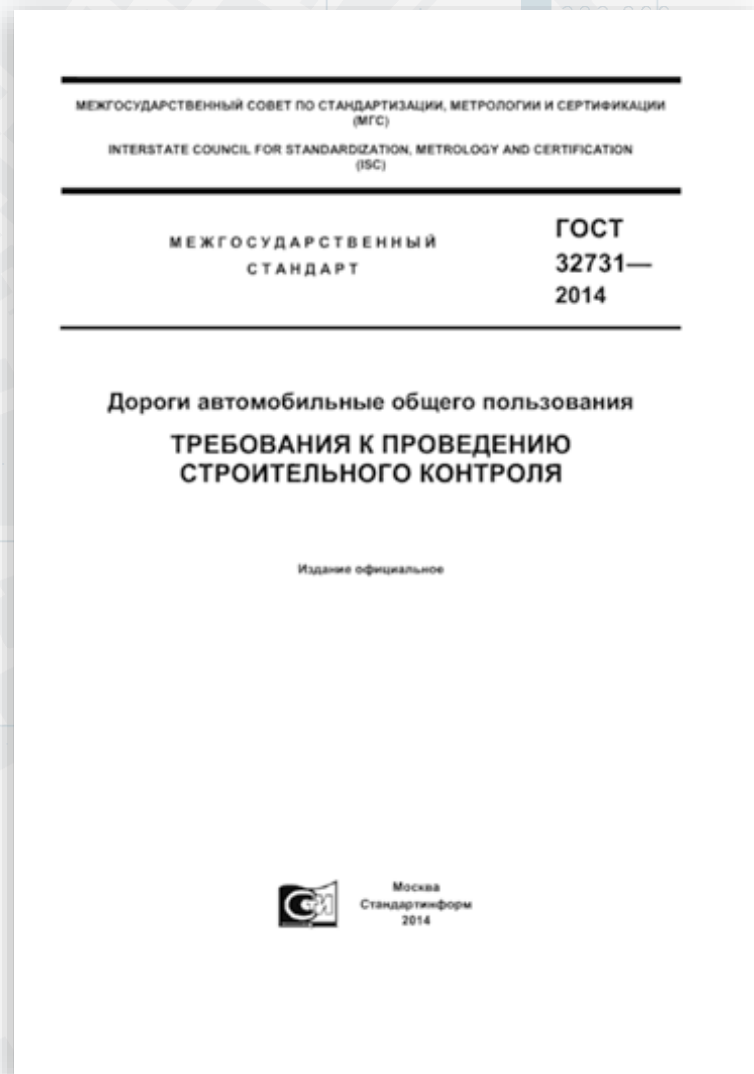 МЕЖГОСУДАРСТВЕННЫЙ СОВЕТ ПО СТАНДАРТИЗАЦИИ, МЕТРОЛОГИИ И СЕРТИФИКАЦИИ
(МГС)
INTERSTATE COUNCIL FOR STANDARDIZATION, METROLOGY AND CERTIFICATION
(ISC)
МЕЖГОСУДАРСТВЕННЫЙ
СТАНДАРТ
ГОСТ
32731—
2014
Дороги автомобильные общего пользования
ТРЕБОВАНИЯ К ПРОВЕДЕНИЮ
СТРОИТЕЛЬНОГО КОНТРОЛЯ
Издание официальное
Москва
Стандартинформ
2014